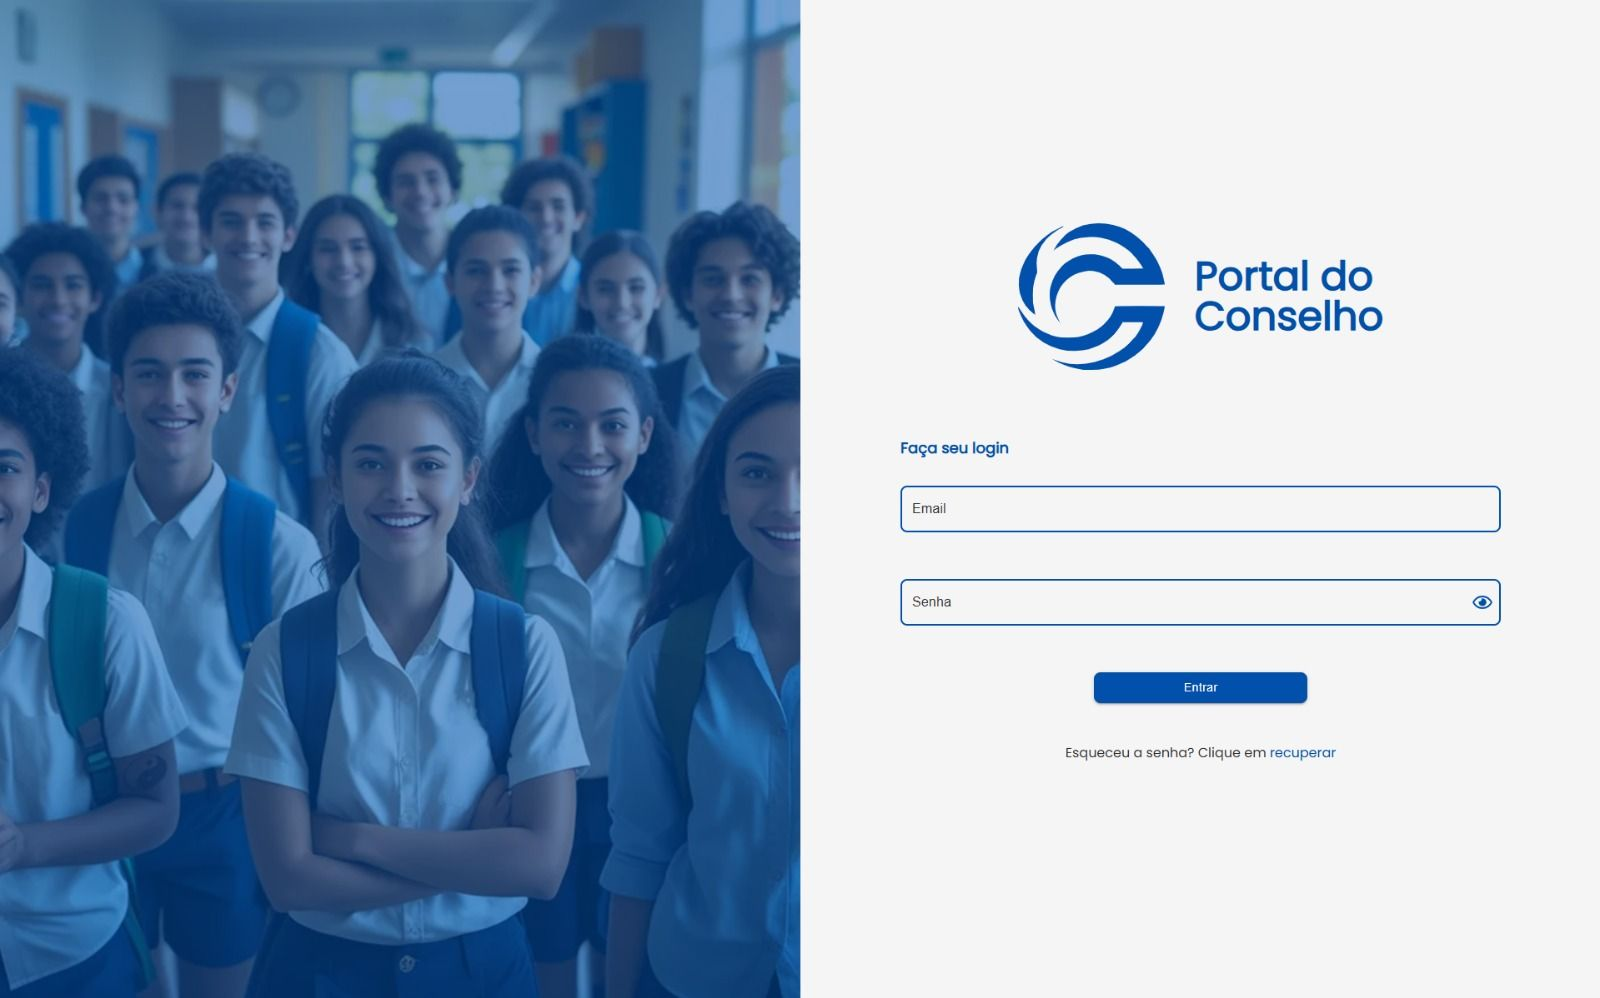 Portal do
Conselho
Faça seu login
Email
Senha
Entrar
Esqueceu a senha? Clique em recuperar